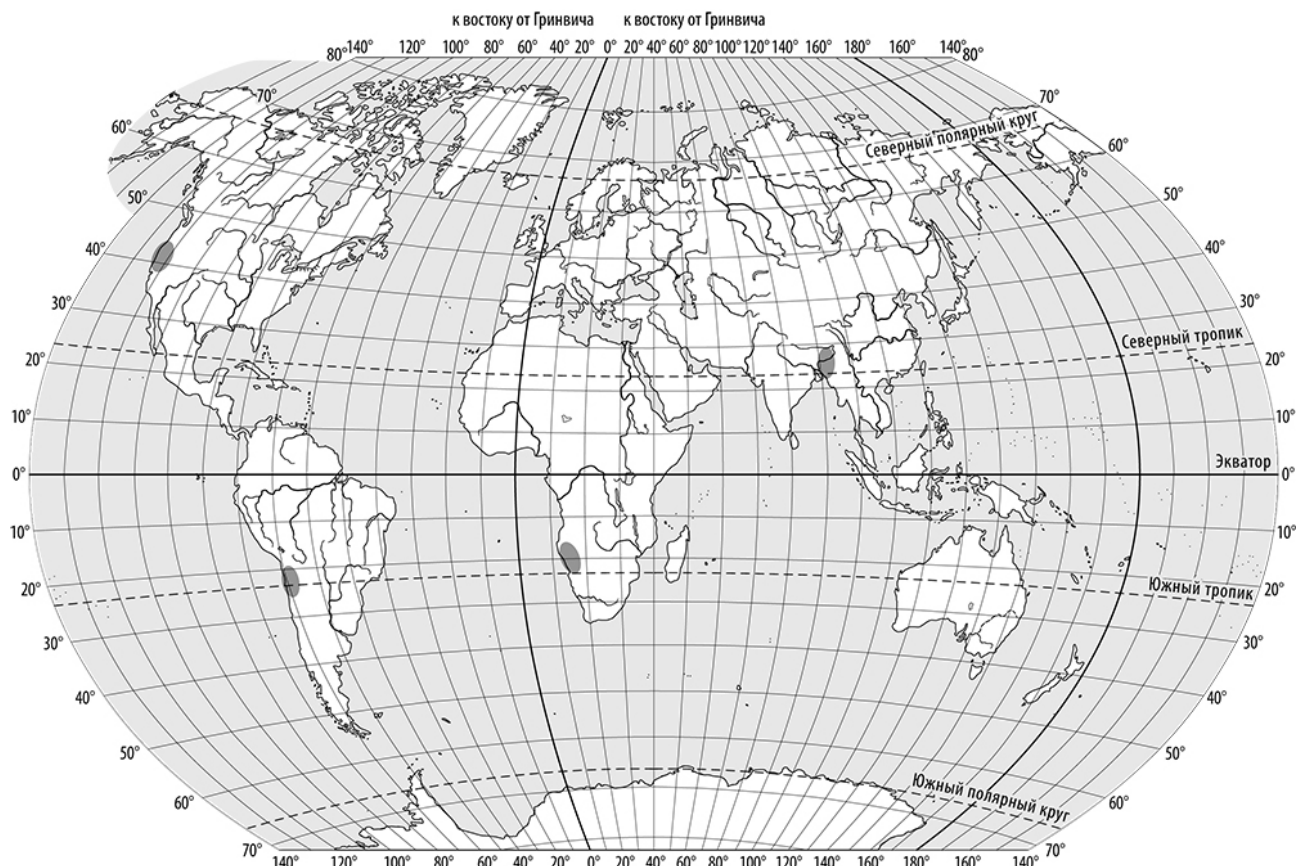 к востоку от Гринвича к востоку от Гринвича
80° 140° 120° 100° 80° 60° 40° 20° 0° 20° 40° 60° 80° 100° 120° 140° 160° 180° 160° 140° 80°
70° 70°
Северный полярный круг
60° 60°
50° 50°
40° 40°
30° 30°
Северный тропик
20° 20°
10° 10°
Экватор
0° 0°
10° 10°
Южный тропик
20° 20°
30° 30°
40° 40°
50° 50°
Южный полярный круг
60° 60°
70° 70°
140° 120° 100° 80° 60° 40° 20° 0° 20° 40° 60° 80° 100° 120° 140° 160° 180° 160° 140°